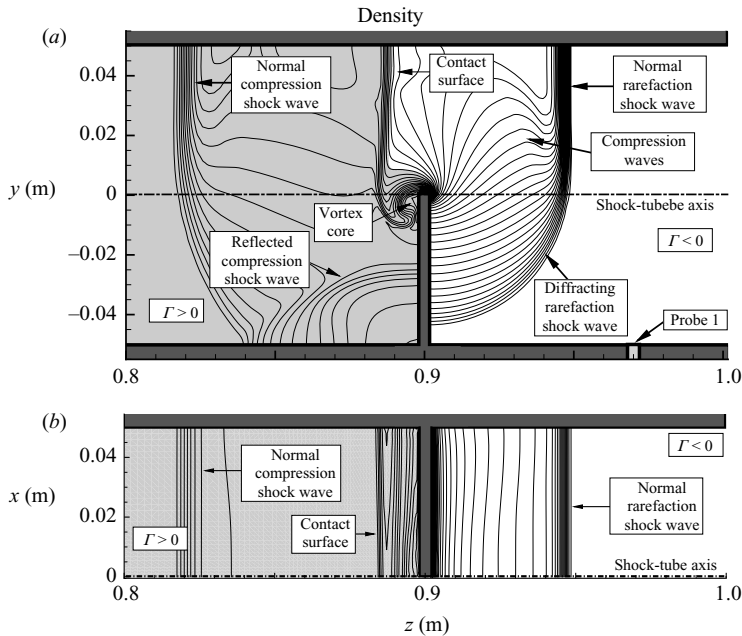 Density
(a)
0.04
0.02
0
−0.02
−0.04
y (m)
Normal
compression
shock wave
Contact
surface
Normal
rarefaction
shock wave
Compression
waves
Shock-tubebe axis
Vortex
core
Reflected
compression
shock wave
Γ < 0
Γ > 0
Diffracting
rarefaction
shock wave
Probe 1
0.8
0.9
1.0
(b)
0.04
0.02
0
x (m)
Normal
compression
shock wave
Γ < 0
Γ > 0
Contact
surface
Normal
rarefaction
shock wave
Shock-tube axis
0.8
0.9
1.0
z (m)